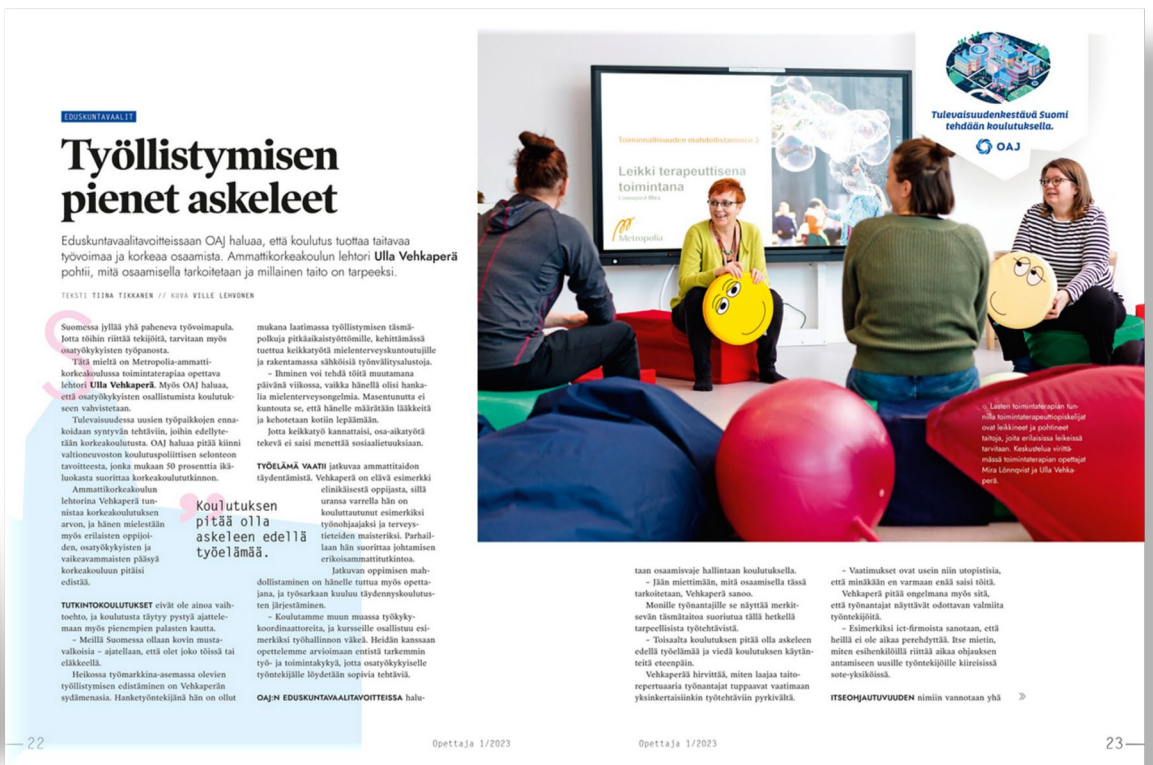 EDUSKUNTAVAALIT
Työllistymisen
pienet askeleet
Eduskuntavaalitavoitteissaan OAJ haluaa, että koulutus tuottaa taitavaa
työvoimaa ja korkeaa osaamista. Ammattikorkeakoulun lehtori Ulla Vehkaperä
pohtii, mitä osaamisella tarkoitetaan ja millainen taito on tarpeeksi.
TEKSTI TIINA TIKKANEN // KUVA VILLE LEHVONEN
S
Suomessa jyllää yhä paheneva työvoimapula.
Jotta töihin riittää tekijöitä, tarvitaan myös
osatyökykyisten työpanosta.
Tätä mieltä on Metropolia-ammatti-
korkeakoulussa toimintaterapiaa opettava
lehtori Ulla Vehkaperä. Myös OAJ haluaa,
että osatyökykyisten osallistumista koulutuk-
seen vahvistetaan.
Tulevaisuudessa uusien työpaikkojen enna-
koidaan syntyvän tehtäviin, joihin edellyte-
tään korkeakoulutusta. OAJ haluaa pitää kiinni
valtioneuvoston koulutuspoliittisen selonteon
tavoitteesta, jonka mukaan 50 prosenttia ikä-
luokasta suorittaa korkeakoulututkinnon.
Ammattikorkeakoulun
lehtorina Vehkaperä tun-
nistaa korkeakoulutuksen
arvon, ja hänen mielestään
myös erilaisten oppijoi-
den, osatyökykyisten ja
vaikeavammaisten pääsyä
korkeakouluun pitäisi
edistää.
TUTKINTOKOULUTUKSET eivät ole ainoa vaih-
toehto, ja koulutusta täytyy pystyä ajattele-
maan myös pienempien palasten kautta.
– Meillä Suomessa ollaan kovin musta-
valkoisia – ajatellaan, että olet joko töissä tai
eläkkeellä.
Heikossa työmarkkina-asemassa olevien
työllistymisen edistäminen on Vehkaperän
sydämenasia. Hanketyöntekijänä hän on ollut
mukana laatimassa työllistymisen täsmä-
polkuja pitkäaikaistyöttömille, kehittämässä
tuettua keikkatyötä mielenterveyskuntoutujille
ja rakentamassa sähköisiä työnvälitysalustoja.
– Ihminen voi tehdä töitä muutamana
päivänä viikossa, vaikka hänellä olisi hanka-
lia mielenterveysongelmia. Masentunutta ei
kuntouta se, että hänelle määrätään lääkkeitä
ja kehotetaan kotiin lepäämään.
Jotta keikkatyö kannattaisi, osa-aikatyötä
tekevä ei saisi menettää sosiaalietuuksiaan.
TYÖELÄMÄ VAATII jatkuvaa ammattitaidon
täydentämistä. Vehkaperä on elävä esimerkki
elinikäisestä oppijasta, sillä
uransa varrella hän on
kouluttautunut esimerkiksi
työnohjaajaksi ja terveys-
tieteiden maisteriksi. Parhail-
laan hän suorittaa johtamisen
erikoisammattitutkintoa.
Jatkuvan oppimisen mah-
dollistaminen on hänelle tuttua myös opetta-
jana, ja työsarkaan kuuluu täydennyskoulutus-
ten järjestäminen.
– Koulutamme muun muassa työkyky-
koordinaattoreita, ja kursseille osallistuu esi-
merkiksi työhallinnon väkeä. Heidän kanssaan
opettelemme arvioimaan entistä tarkemmin
työ- ja toimintakykyä, jotta osatyökykyiselle
työntekijälle löydetään sopivia tehtäviä.
OAJ:N EDUSKUNTAVAALITAVOITTEISSA halu-
”Koulutuksen
pitää olla
askeleen edellä
työelämää.
Toiminnallisuuden mahdollistaminen 2
Leikki terapeuttisena
toimintana
Lönnqvist Mira
Metropolia
Tulevaisuudenkestävä Suomi
tehdään koulutuksella.
OAJ
Lasten toimintaterapian tun-
nilla toimintaterapeuttiopiskelijat
ovat leikkineet ja pohtineet
taitoja, joita erilaisissa leikeissä
tarvitaan. Keskustelua virittä-
mässä toimintaterapian opettajat
Mira Lönnqvist ja Ulla Vehka-
perä.
taan osaamisvaje hallintaan koulutuksella.
– Jään miettimään, mitä osaamisella tässä
tarkoitetaan, Vehkaperä sanoo.
Monille työnantajille se näyttää merkit-
sevän täsmätaitoa suoriutua tällä hetkellä
tarpeellisista työtehtävistä.
– Toisaalta koulutuksen pitää olla askeleen
edellä työelämää ja viedä koulutuksen käytän-
teitä eteenpäin.
Vehkaperää hirvittää, miten laajaa taito-
repertuaaria työnantajat tuppaavat vaatimaan
yksinkertaisiinkin työtehtäviin pyrkivältä.
– Vaatimukset ovat usein niin utopistisia,
että minäkään en varmaan enää saisi töitä.
Vehkaperä pitää ongelmana myös sitä,
että työnantajat näyttävät odottavan valmiita
työntekijöitä.
– Esimerkiksi ict-firmoista sanotaan, että
heillä ei ole aikaa perehdyttää. Itse mietin,
miten esihenkilöillä riittää aikaa ohjauksen
antamiseen uusille työntekijöille kiireisissä
sote-yksiköissä.
ITSEOHJAUTUVUUDEN nimiin vannotaan yhä »
22
Opettaja 1/2023
Opettaja 1/2023
23